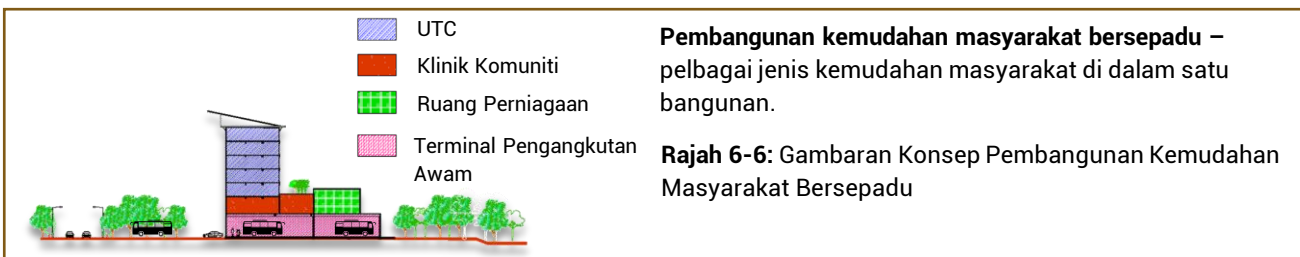 UTC
Klinik Komuniti
Ruang Perniagaan
Terminal Pengangkutan
Awam
Pembangunan kemudahan masyarakat bersepadu –
pelbagai jenis kemudahan masyarakat di dalam satu
bangunan.
Rajah 6-6: Gambaran Konsep Pembangunan Kemudahan
Masyarakat Bersepadu